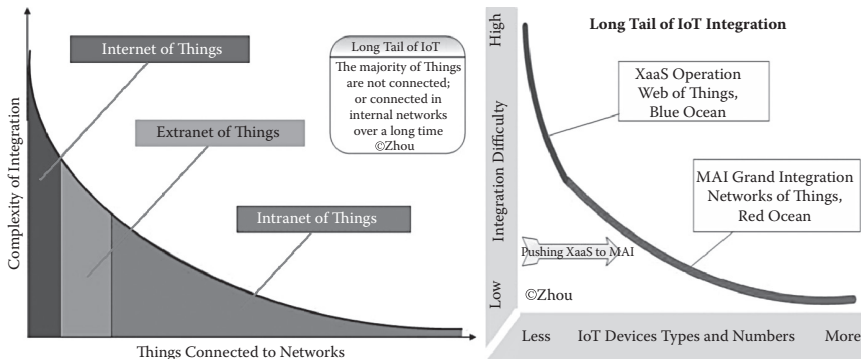 Complexity of Integration
Internet of Things
Extranet of Things
Intranet of Things
Long Tail of IoT
The majority of Things
are not connected;
or connected in
internal networks
over a long time
©Zhou
Things Connected to Networks
Long Tail of IoT Integration
High
Integration Difficulty
Low
XaaS Operation
Web of Things,
Blue Ocean
MAI Grand Integration
Networks of Things,
Red Ocean
Pushing XaaS to MAI
©Zhou
Less IoT Devices Types and Numbers More